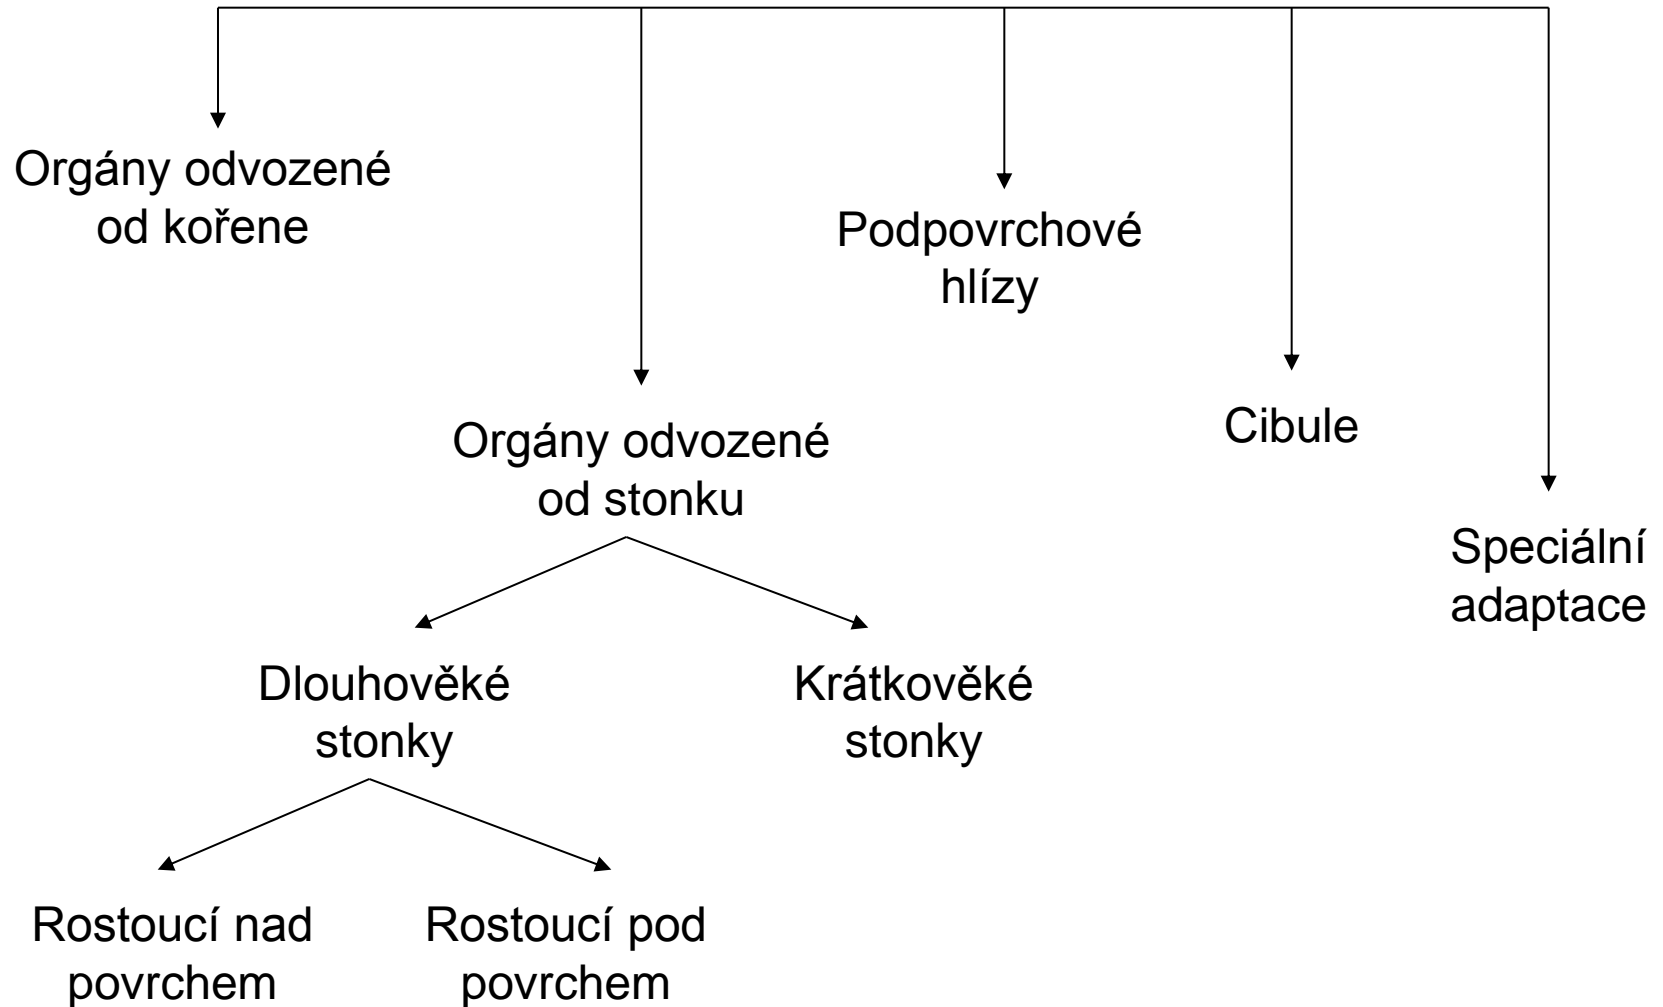 Orgány odvozené
od kořene
Podpovrchové
hlízy
Orgány odvozené
od stonku
Cibule
Speciální
adaptace
Dlouhověké
stonky
Krátkověké
stonky
Rostoucí nad
povrchem
Rostoucí pod
povrchem